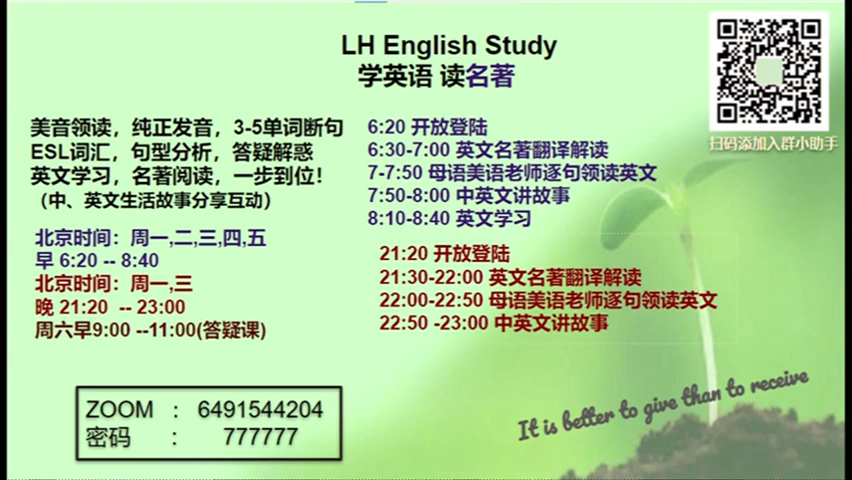 LH English Study
学英语 读名著
扫码添加入群小助手
美音领读，纯正发音，3-5单词断句
ESL词汇，句型分析，答疑解惑
英文学习，名著阅读，一步到位！
（中、英文生活故事分享互动）
北京时间：周一,二,三,四,五
早 6:20 -- 8:40
北京时间：周一,三
晚 21:20 -- 23:00
周六早9:00 --11:00(答疑课)
6:20 开放登陆
6:30-7:00 英文名著翻译解读
7-7:50 母语美语老师逐句领读英文
7:50-8:00 中英文讲故事
8:10-8:40 英文学习
21:20 开放登陆
21:30-22:00 英文名著翻译解读
22:00-22:50 母语美语老师逐句领读英文
22:50 -23:00 中英文讲故事
ZOOM ： 6491544204
密码 ： 777777
It is better to give than to receive